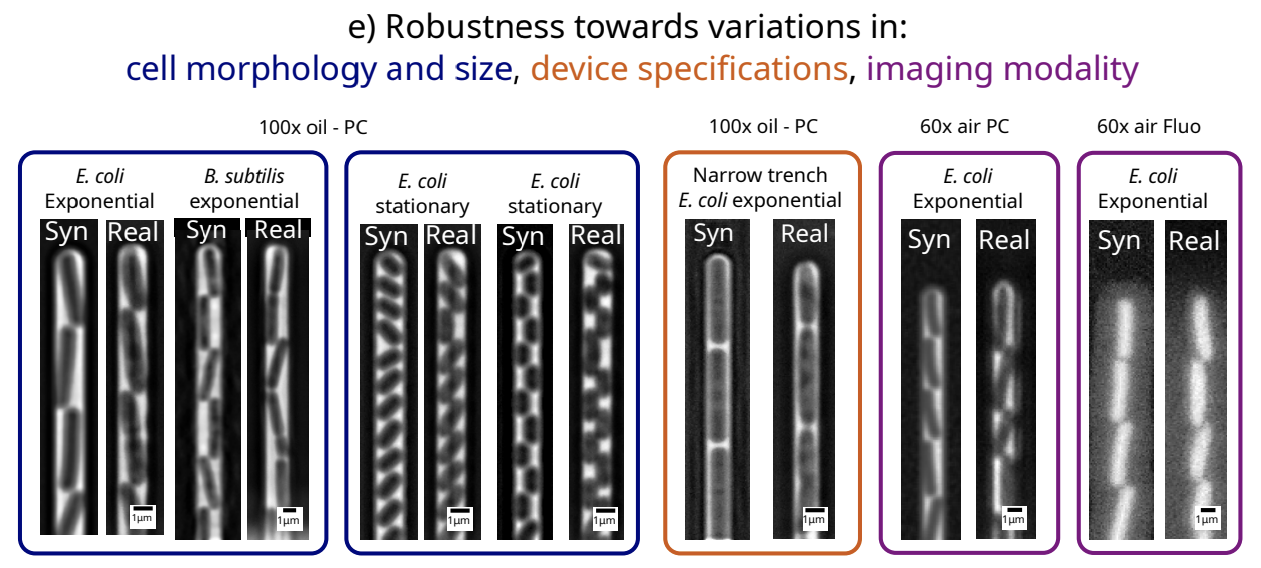 e) Robustness towards variations in:
cell morphology and size, device specifications, imaging modality
100x oil - PC
100x oil - PC
60x air PC
60x air Fluo
E. coli
Exponential
B. subtilis
exponential
E. coli
stationary
E. coli
stationary
Narrow trench
E. coli exponential
E. coli
Exponential
E. coli
Exponential
Syn
Real
Syn
Real
Syn
Real
Syn
Real
Syn
Real
Syn
Real
Syn
Real
1μm
1μm
1μm
1μm
1μm
1μm
1μm